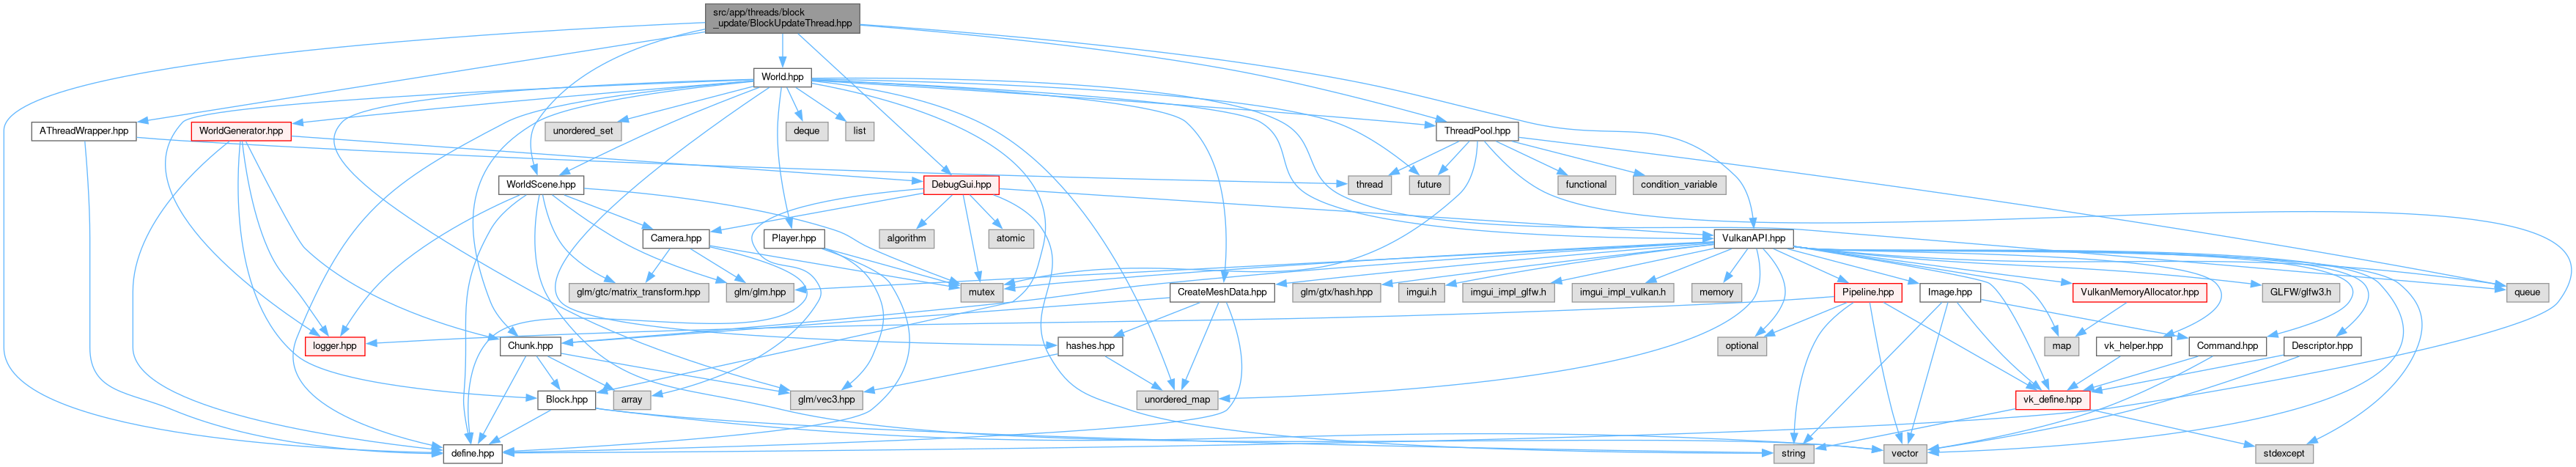 src/app/threads/block
_update/BlockUpdateThread.hpp
World.hpp
AThreadWrapper.hpp
WorldGenerator.hpp
unordered_set
deque
list
ThreadPool.hpp
WorldScene.hpp
DebugGui.hpp
thread
future
functional
condition_variable
Camera.hpp
Player.hpp
algorithm
atomic
VulkanAPI.hpp
glm/gtc/matrix_transform.hpp
glm/glm.hpp
mutex
CreateMeshData.hpp
glm/gtx/hash.hpp
imgui.h
imgui_impl_glfw.h
imgui_impl_vulkan.h
memory
Pipeline.hpp
Image.hpp
VulkanMemoryAllocator.hpp
GLFW/glfw3.h
queue
logger.hpp
Chunk.hpp
hashes.hpp
optional
map
vk_helper.hpp
Command.hpp
Descriptor.hpp
Block.hpp
array
glm/vec3.hpp
unordered_map
vk_define.hpp
define.hpp
string
vector
stdexcept